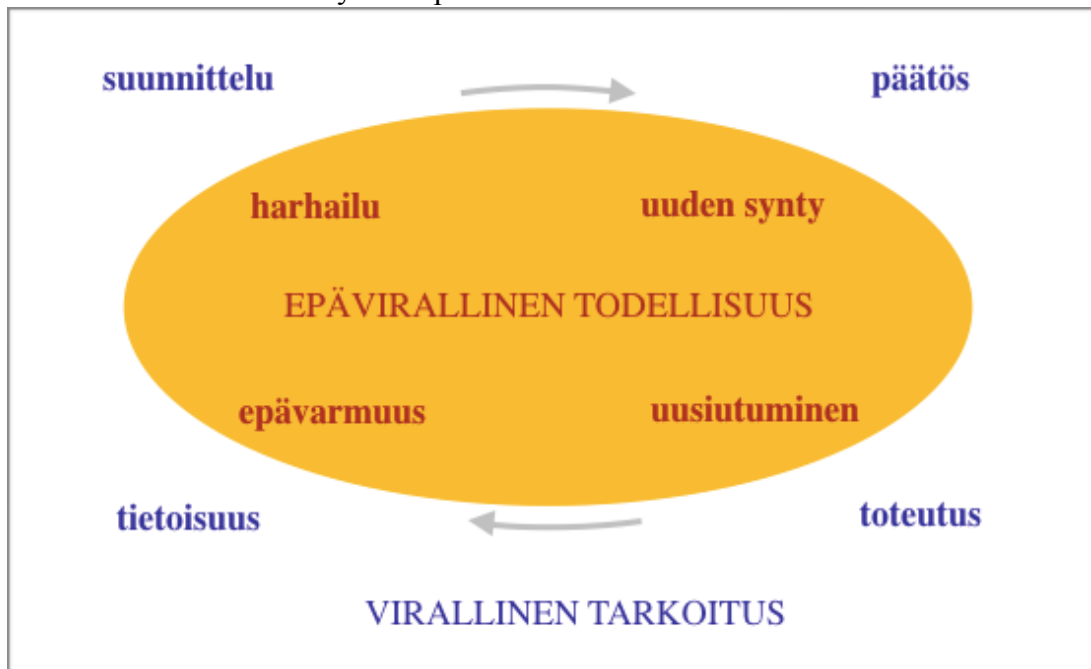 suunnittelu päätös
harhailu uuden synty
EPÄVIRALLINEN TODELLISUUS
epävarmuus uusiutuminen
tietoisuus toteutus
VIRALLINEN TARKOITUS